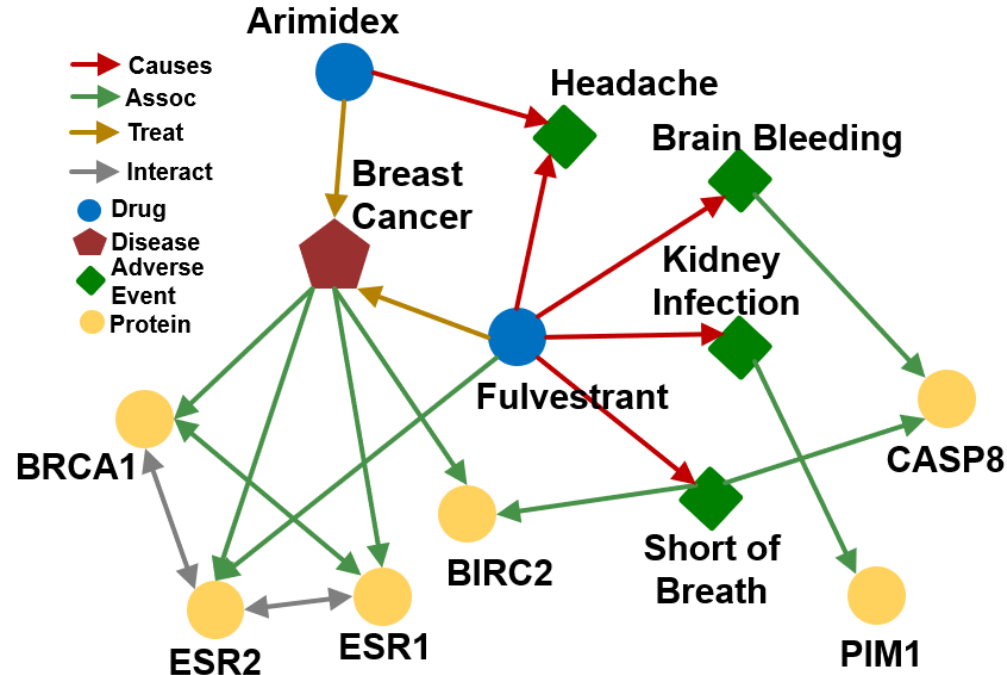 Arimidex
Causes
Assoc
Treat
Interact
Drug
Disease
Adverse
Event
Protein
Headache
Brain Bleeding
Breast
Cancer
Kidney
Infection
Fulvestrant
BRCA1
CASP8
BIRC2
Short of
Breath
ESR2
ESR1
PIM1